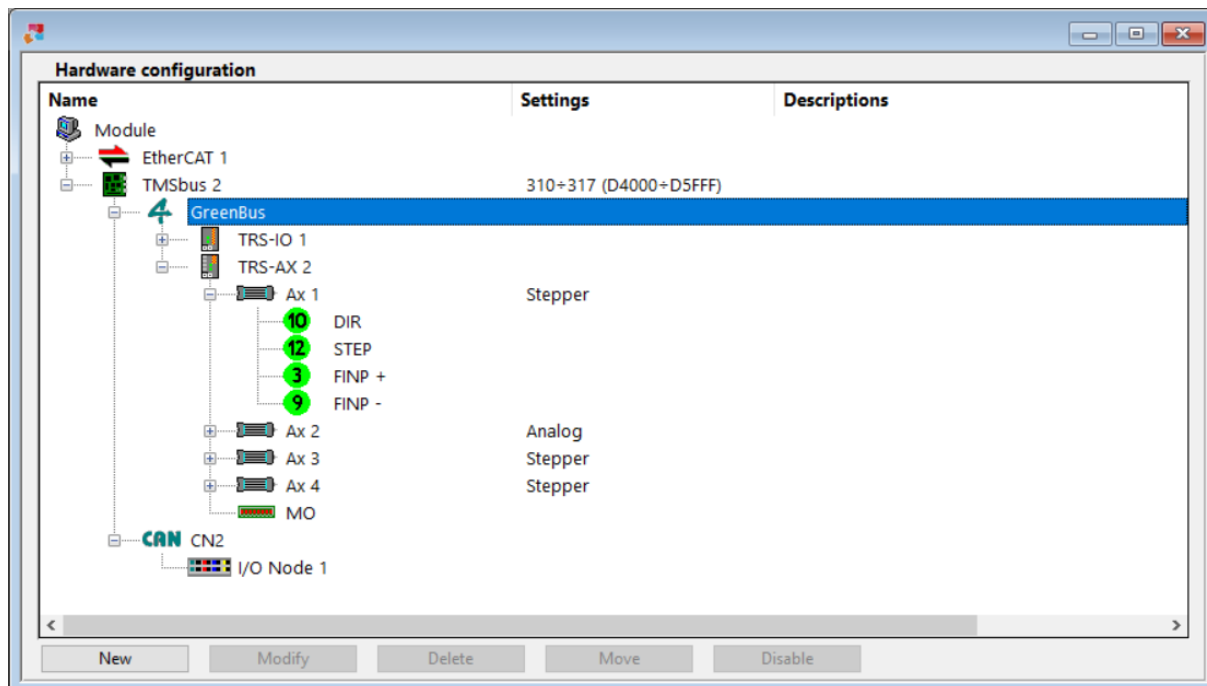 Hardware configuration
Name Settings Descriptions
Module
EtherCAT 1
TMSbus 2 310÷317 (D4000÷D5FFF)
4 GreenBus
TRS-IO 1
TRS-AX 2
Ax 1 Stepper
10 DIR
12 STEP
3 FINP +
9 FINP -
Ax 2 Analog
Ax 3 Stepper
Ax 4 Stepper
MO
CAN CN2
I/O Node 1
New Modify Delete Move Disable